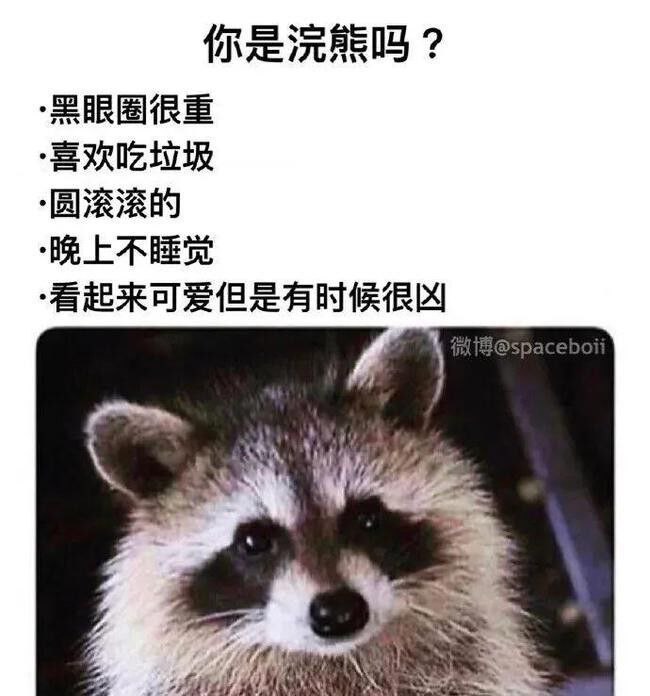 你是浣熊吗？
·黑眼圈很重
·喜欢吃垃圾
·圆滚滚的
·晚上不睡觉
·看起来可爱但是有时候很凶
微博@spaceboii